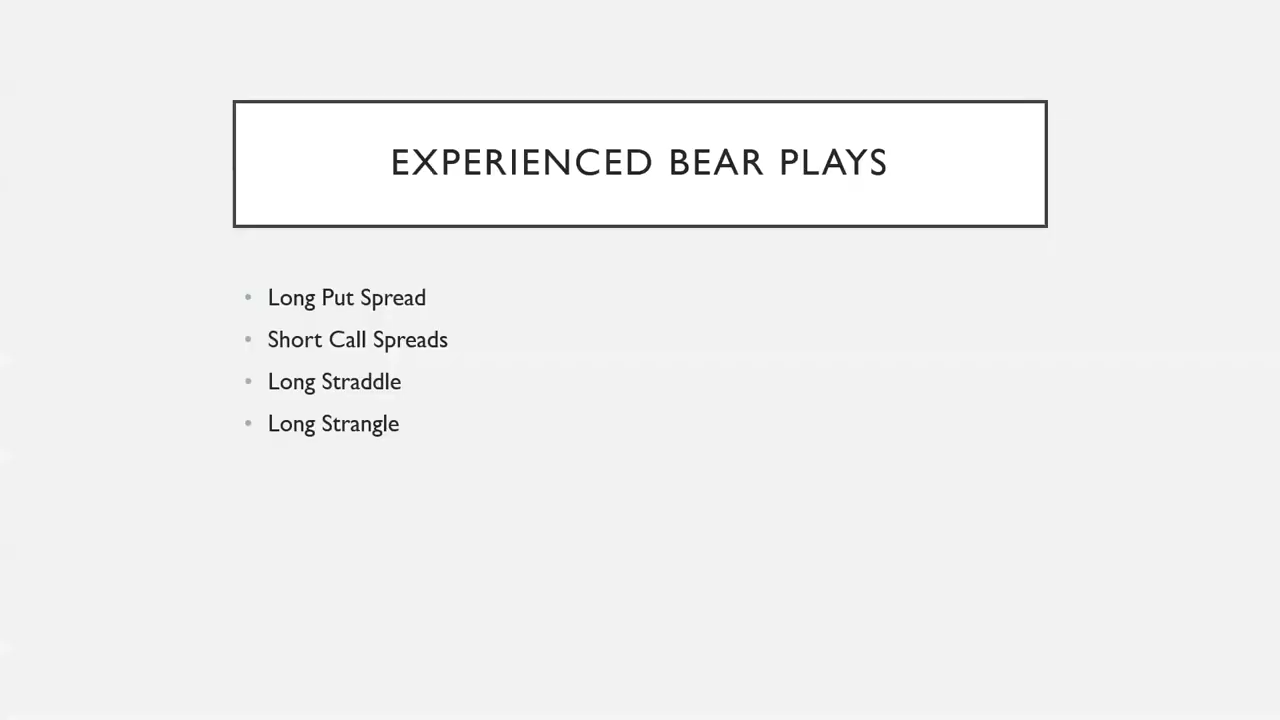 EXPERIENCED BEAR PLAYS
• Long Put Spread
• Short Call Spreads
• Long Straddle
• Long Strangle